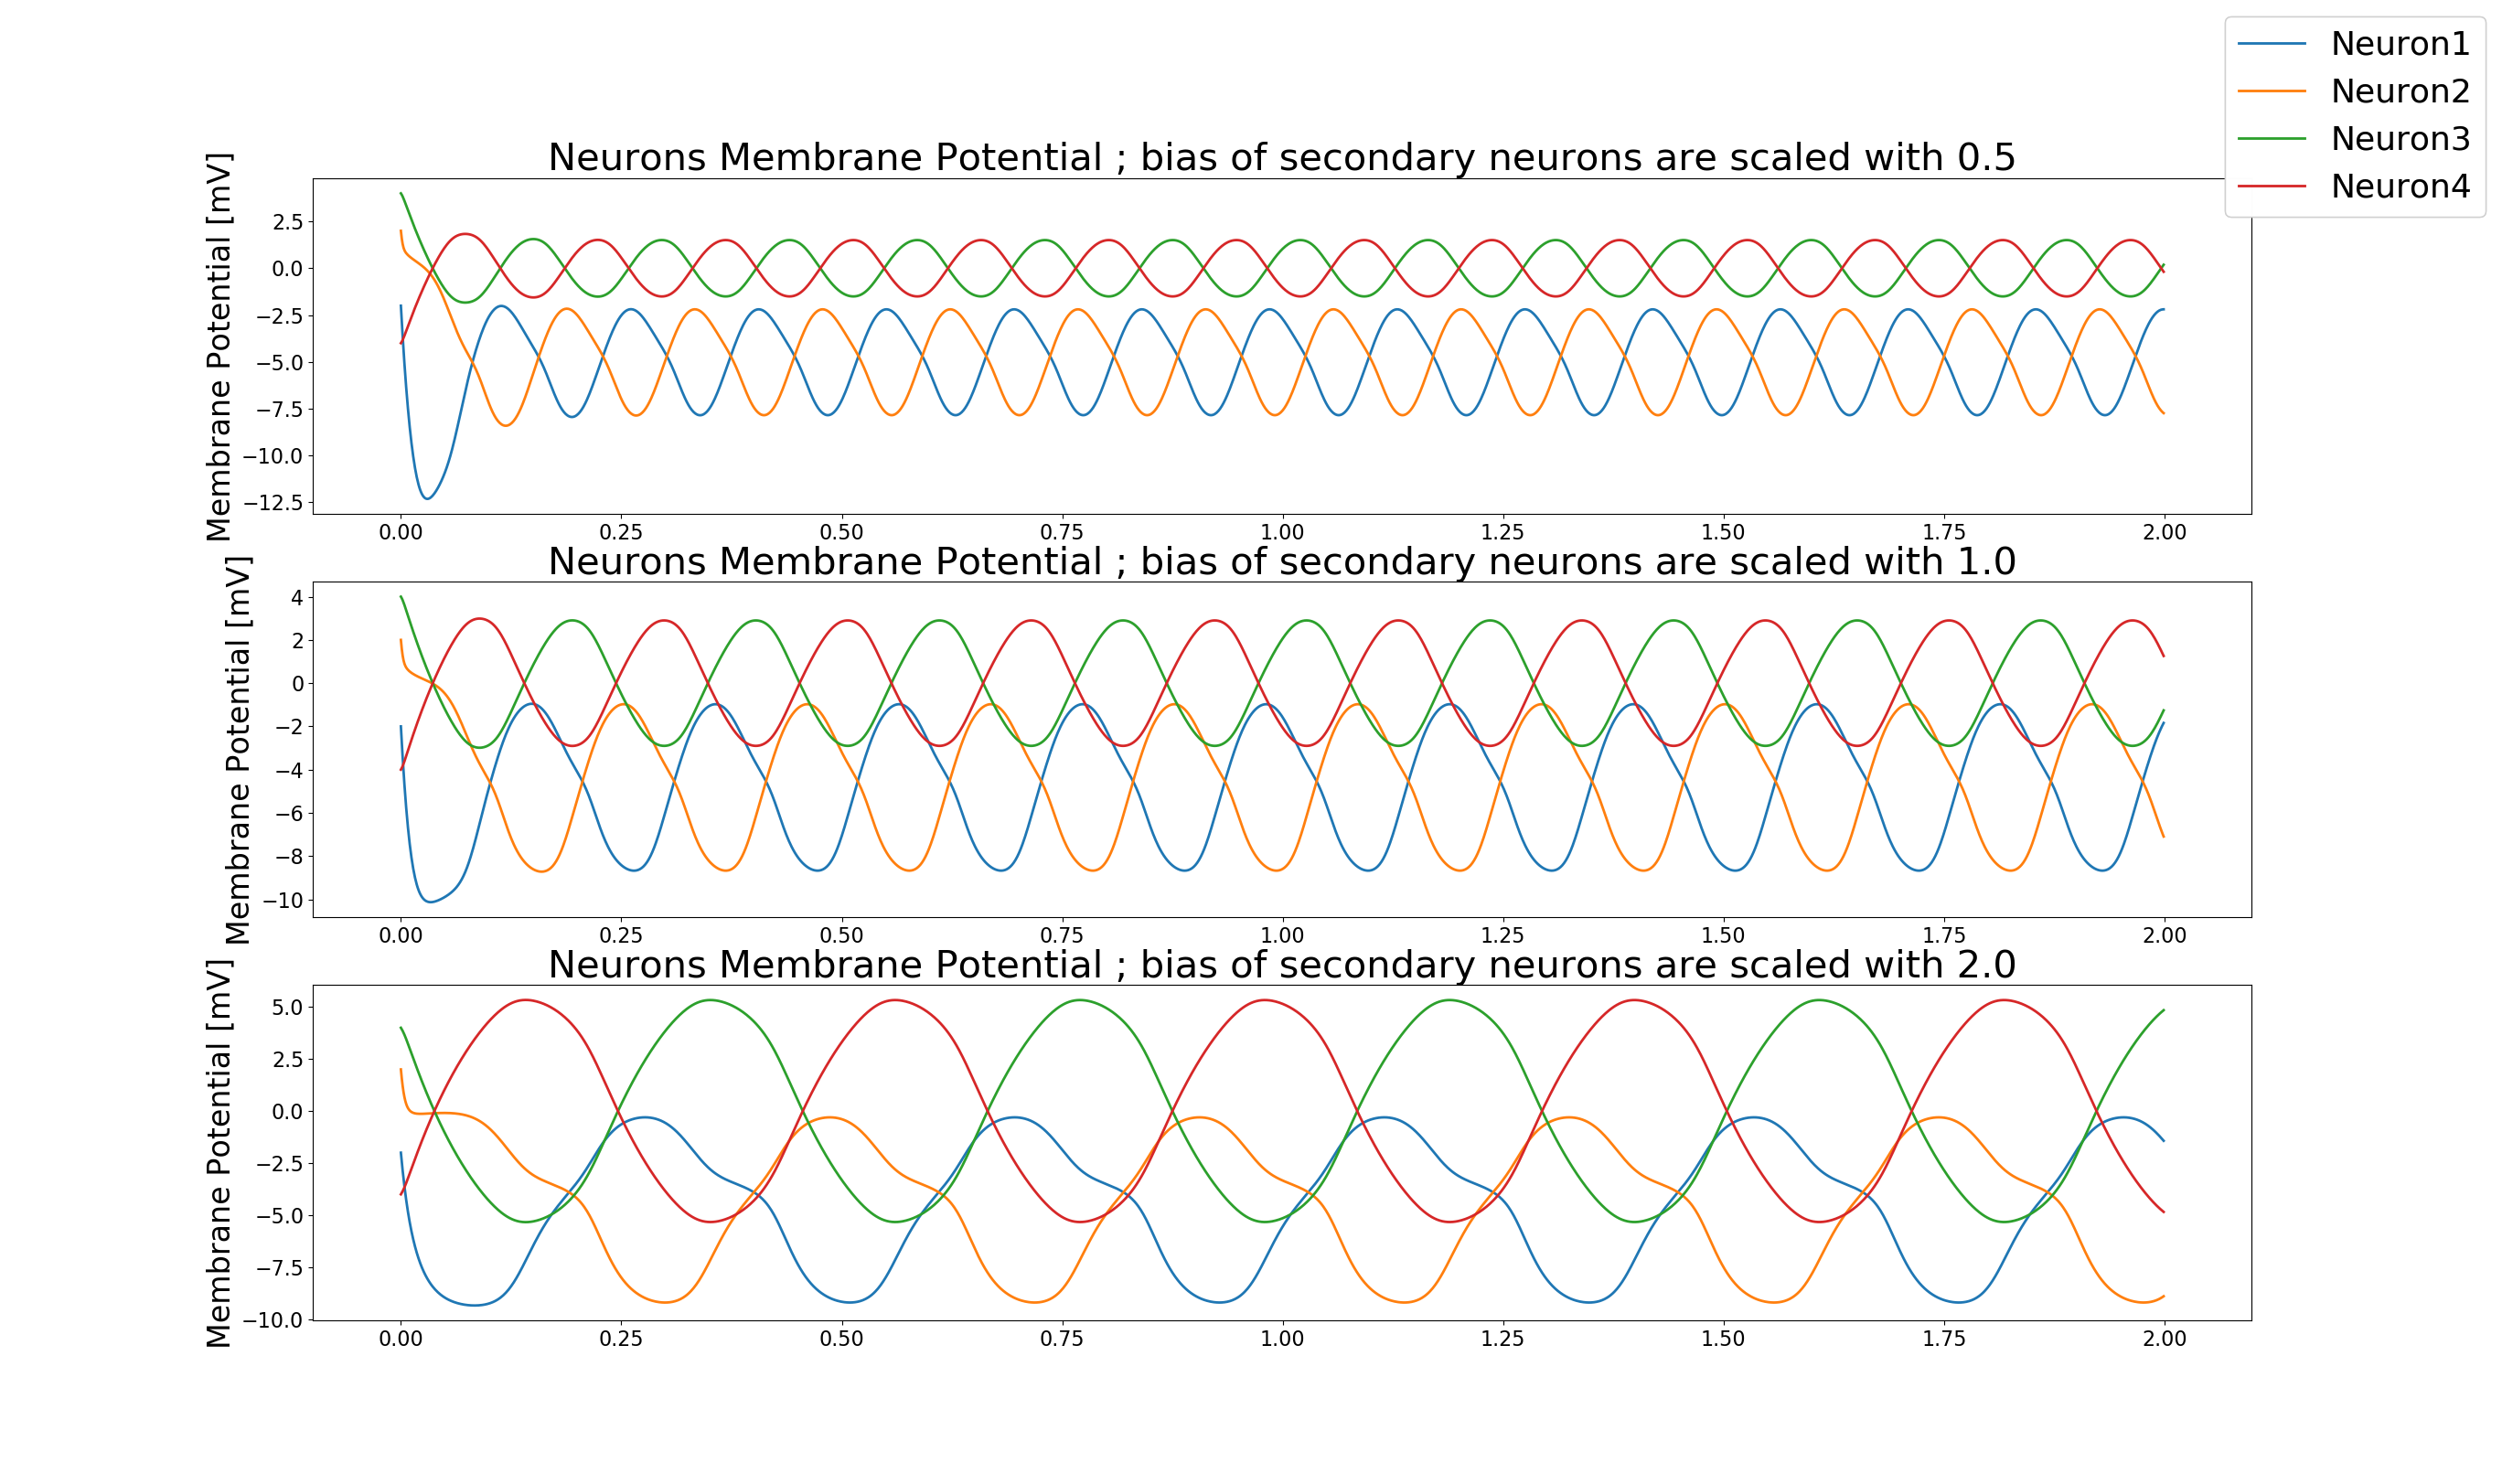 Neuron1
Neuron2
Neuron3
Neuron4
Neurons Membrane Potential ; bias of secondary neurons are scaled with 0.5
Membrane Potential [mV]
2.5
0.0
−2.5
−5.0
−7.5
−10.0
−12.5
0.00 0.25 0.50 0.75 1.00 1.25 1.50 1.75 2.00
Neurons Membrane Potential ; bias of secondary neurons are scaled with 1.0
Membrane Potential [mV]
4
2
0
−2
−4
−6
−8
−10
0.00 0.25 0.50 0.75 1.00 1.25 1.50 1.75 2.00
Neurons Membrane Potential ; bias of secondary neurons are scaled with 2.0
Membrane Potential [mV]
5.0
2.5
0.0
−2.5
−5.0
−7.5
−10.0
0.00 0.25 0.50 0.75 1.00 1.25 1.50 1.75 2.00